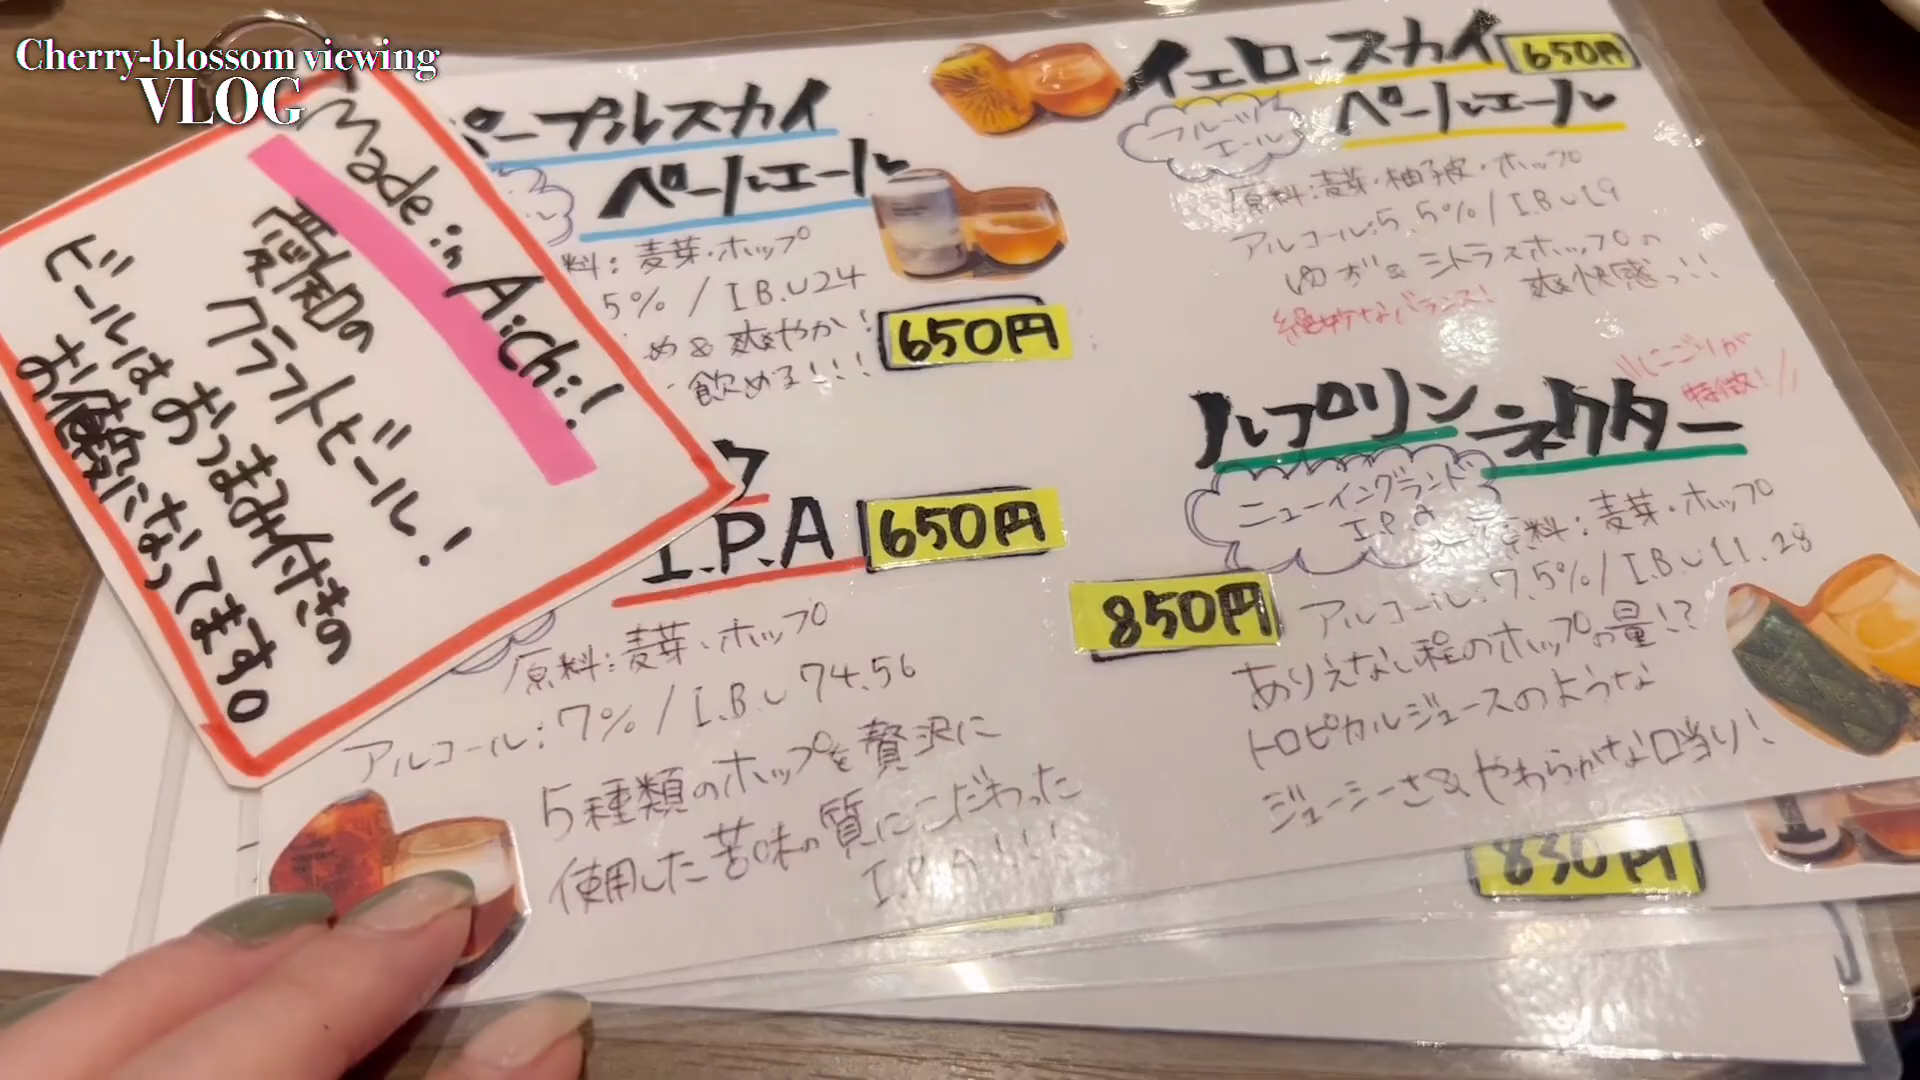 Cherry-blossom viewing
VLOG
Made in Aichi!
愛知の
クラフトビール!
ビールはおつまみ付きの
お値段になってます。
パープルスカイ
ペールエール
料:麦芽・ホップ
5% / I.B.U 24
め&爽やか!
飲める!!!
650円
イエロースカイ
650円
ペールエール
フルーツ
エール
原料:麦芽・柚子皮・ホップ
アルコール:5.5% / I.B.U 19
ゆず&シトラスホップの
爽快感っ!!
絶妙なバランス!
ク
I.P.A
650円
原料:麦芽・ホップ
アルコール:7% / I.B.U 74.56
5種類のホップを贅沢に
使用した苦味の質にこだわった
I.P.A!!!
ルプリンネクター
にごりが
特徴!
ニューイングランド
I.P.A
850円
原料:麦芽・ホップ
アルコール:7.5% / I.B.U 11.28
ありえない程のホップの量!?
トロピカルジュースのような
ジューシーさ&やわらかな口当り!
830円